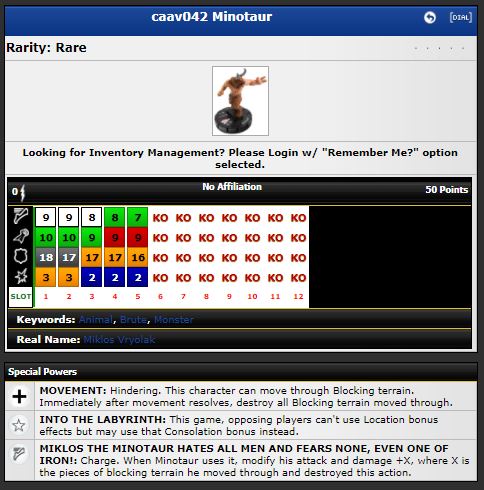 caav042 Minotaur
[DIAL]
Rarity: Rare
Looking for Inventory Management? Please Login w/ "Remember Me?" option
selected.
0
No Affiliation
50 Points
9 9 8 8 7 KO KO KO KO KO KO KO
10 10 9 9 9 KO KO KO KO KO KO KO
18 17 17 17 16 KO KO KO KO KO KO KO
3 3 2 2 2 KO KO KO KO KO KO KO
SLOT 1 2 3 4 5 6 7 8 9 10 11 12
Keywords: Animal, Brute, Monster
Real Name: Miklos Vryolak
Special Powers
MOVEMENT: Hindering. This character can move through Blocking terrain.
Immediately after movement resolves, destroy all Blocking terrain moved through.
INTO THE LABYRINTH: This game, opposing players can't use Location bonus
effects but may use that Consolation bonus instead.
MIKLOS THE MINOTAUR HATES ALL MEN AND FEARS NONE, EVEN ONE OF
IRON!: Charge. When Minotaur uses it, modify his attack and damage +X, where X is
the pieces of blocking terrain he moved through and destroyed this action.